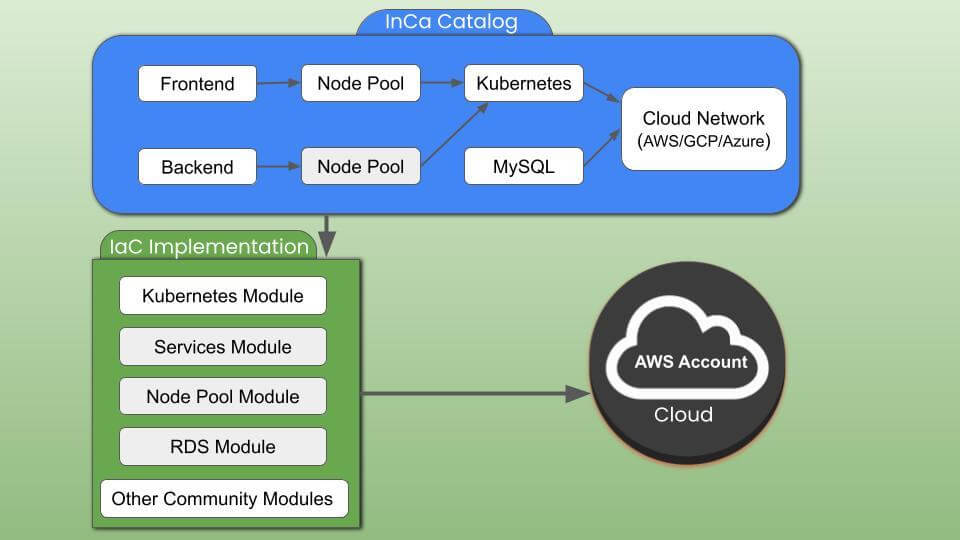 InCa Catalog
Frontend
Node Pool
Kubernetes
Cloud Network
(AWS/GCP/Azure)
Backend
Node Pool
MySQL
IaC Implementation
Kubernetes Module
Services Module
Node Pool Module
RDS Module
Other Community Modules
AWS Account
Cloud